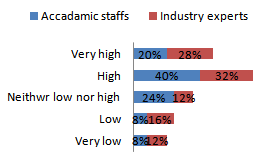 Accadamic staffs Industry experts
Very high 20% 28%
High 40% 32%
Neithwr low nor high 24% 12%
Low 8% 16%
Very low 8% 12%